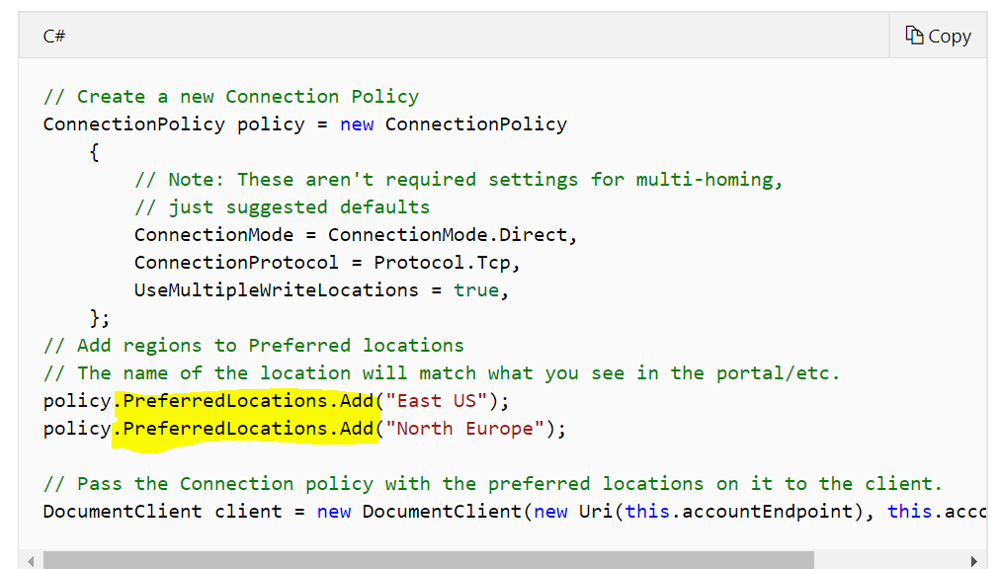 C#
Copy
// Create a new Connection Policy
ConnectionPolicy policy = new ConnectionPolicy
{
// Note: These aren't required settings for multi-homing,
// just suggested defaults
ConnectionMode = ConnectionMode.Direct,
ConnectionProtocol = Protocol.Tcp,
UseMultipleWriteLocations = true,
};
// Add regions to Preferred locations
// The name of the location will match what you see in the portal/etc.
policy.PreferredLocations.Add("East US");
policy.PreferredLocations.Add("North Europe");
// Pass the Connection policy with the preferred locations on it to the client.
DocumentClient client = new DocumentClient(new Uri(this.accountEndpoint), this.